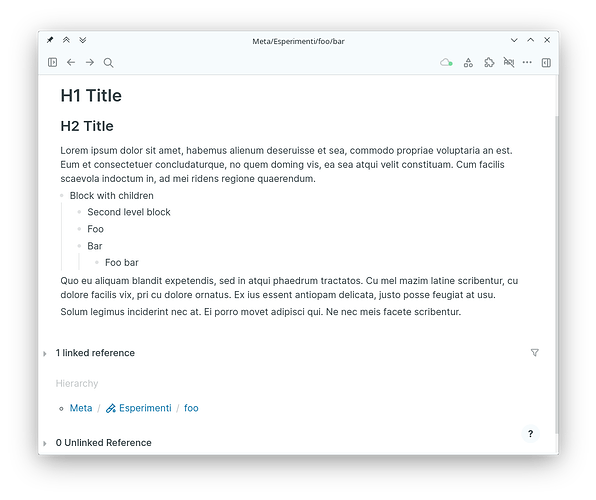 Meta/Esperimenti/foo/bar
H1 Title
H2 Title
Lorem ipsum dolor sit amet, habemus alienum deseruisse et sea, commodo propriae voluptaria an est.
Eum et consectetuer concludaturque, no quem doming vis, ea sea atqui velit constituam. Cum facilis
scaevola indoctum in, ad mei ridens regione quaerendum.
Block with children
Second level block
Foo
Bar
Foo bar
Quo eu aliquam blandit expetendis, sed in atqui phaedrum tractatos. Cu mel mazim latine scribentur, cu
dolore facilis vix, pri cu dolore ornatus. Ex ius essent antiopam delicata, justo posse feugiat at usu.
Solum legimus inciderint nec at. Ei porro movet adipisci qui. Ne nec meis facete scribentur.
1 linked reference
Hierarchy
Meta / Esperimenti / foo
?
0 Unlinked Reference